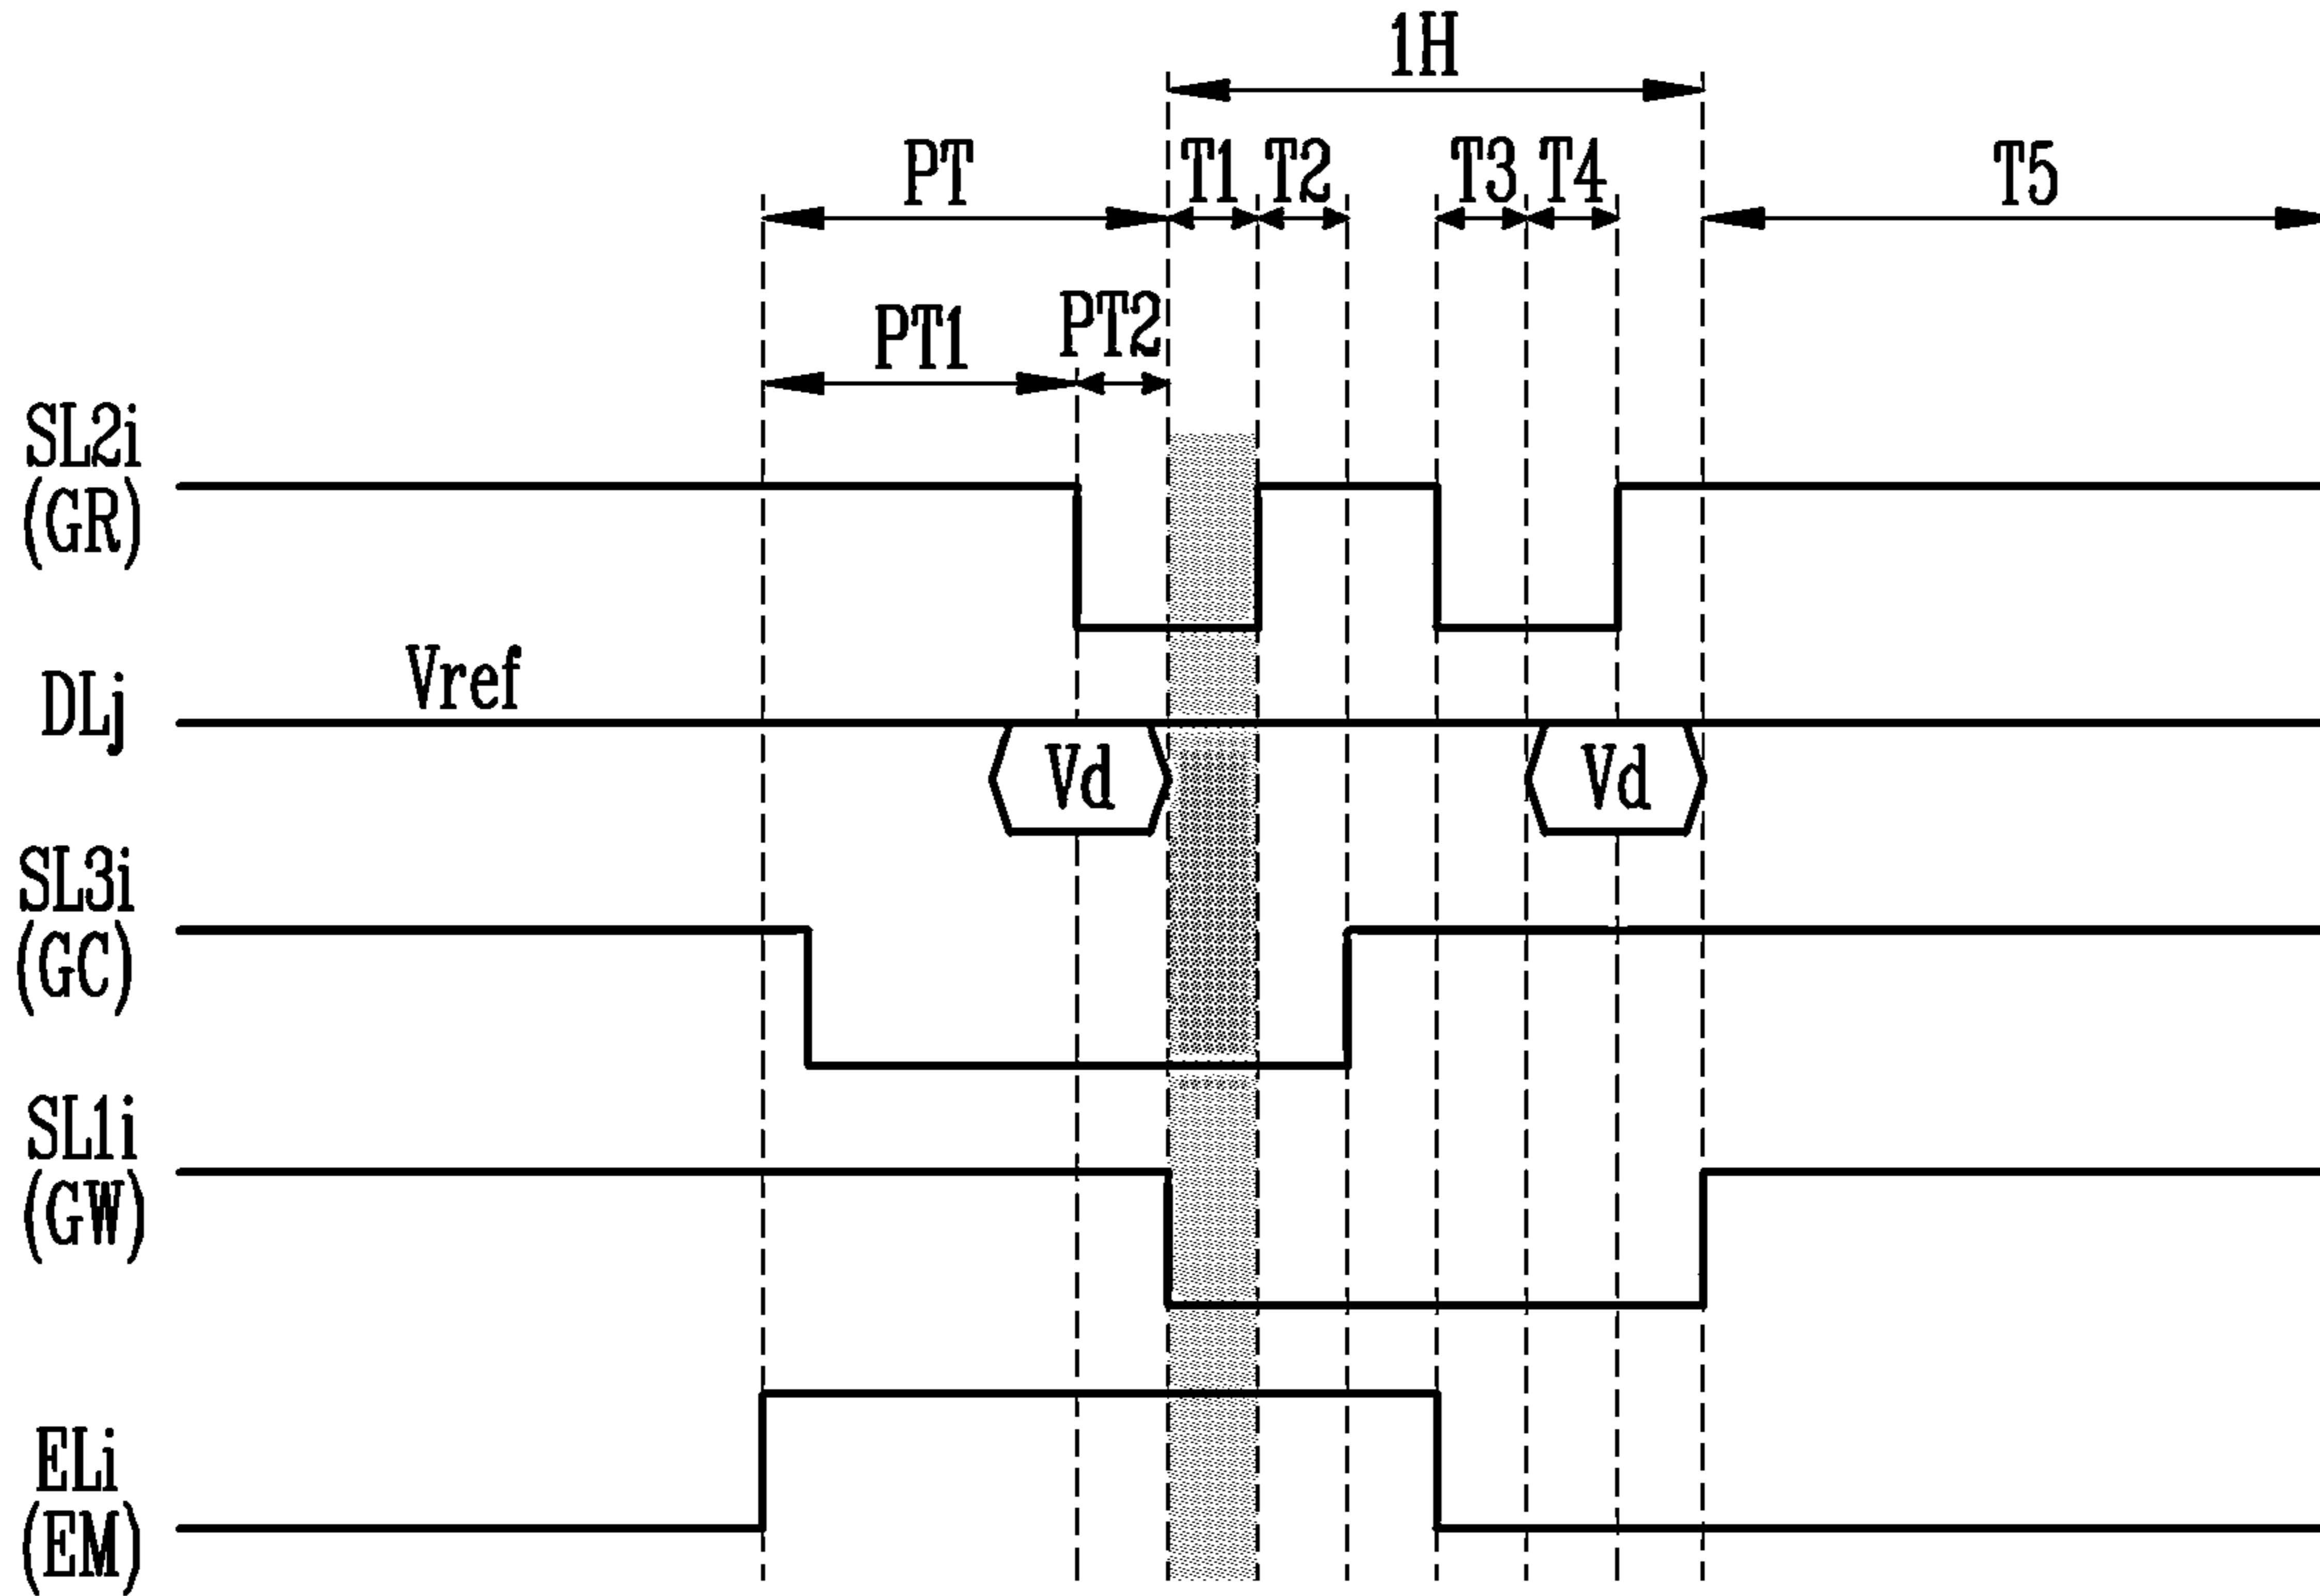 1H
PT T1 T2 T3 T4 T5
PT1 PT2
SL2i
(GR)
Vref
DLj
Vd Vd
SL3i
(GC)
SL1i
(GW)
ELi
(EM)